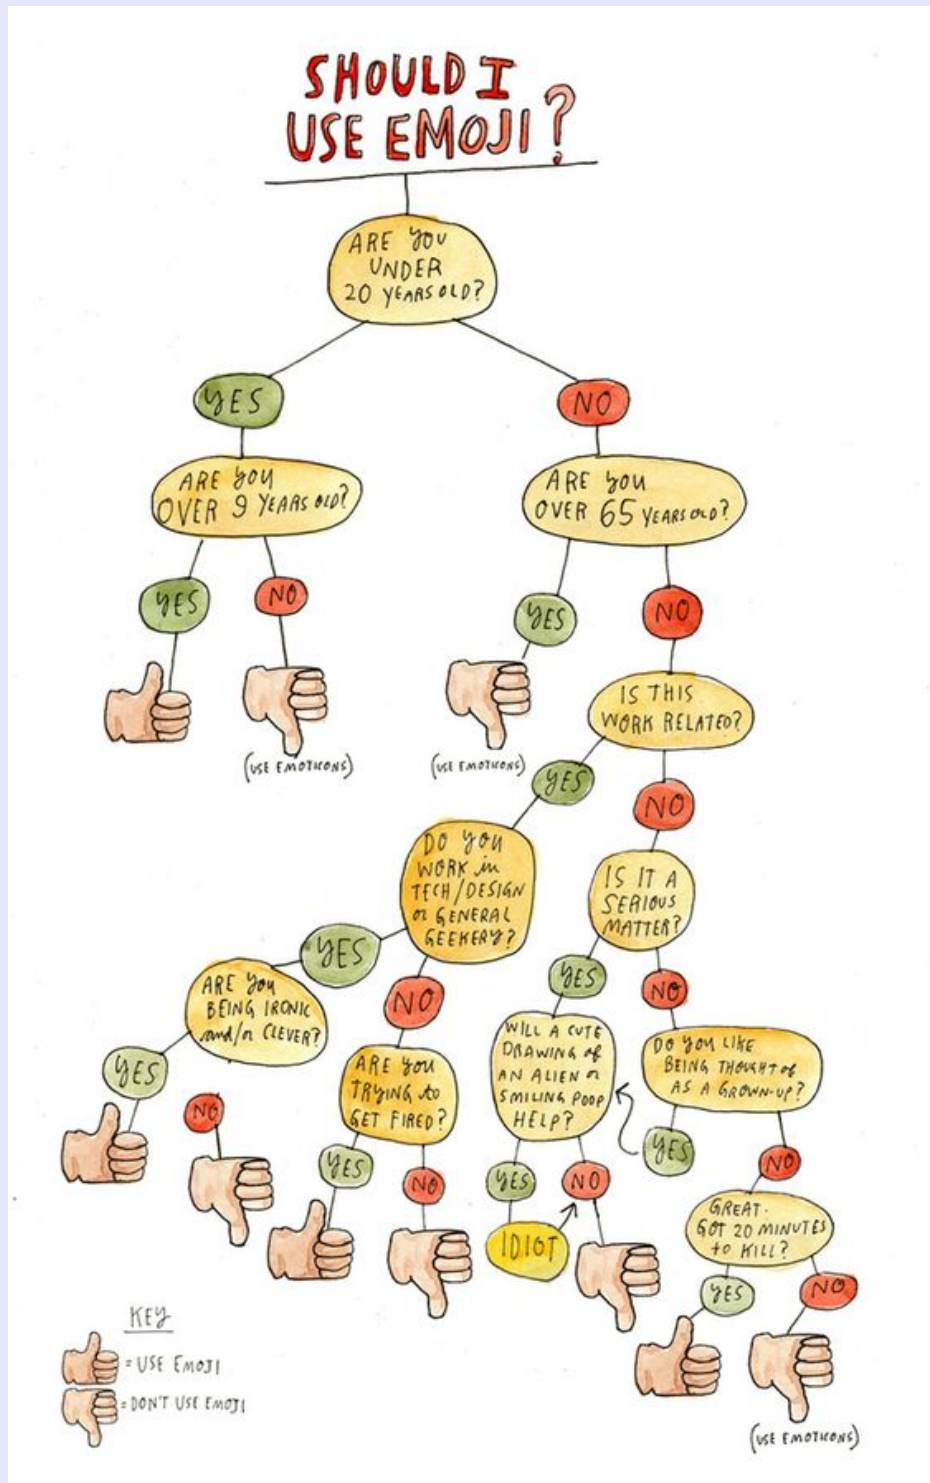 SHOULD I
USE EMOJI?
ARE YOU
UNDER
20 YEARS OLD?
YES
NO
ARE YOU
OVER 9 YEARS OLD?
ARE YOU
OVER 65 YEARS OLD?
YES
NO
YES
NO
(USE EMOTICONS)
(USE EMOTICONS)
IS THIS
WORK RELATED?
YES
NO
DO YOU
WORK in
TECH/DESIGN
or GENERAL
GEEKERY?
IS IT A
SERIOUS
MATTER?
YES
NO
YES
NO
ARE YOU
BEING IRONIC
and/or CLEVER?
ARE YOU
TRYING to
GET FIRED?
WILL A CUTE
DRAWING of
AN ALIEN or
SMILING POOP
HELP?
DO YOU LIKE
BEING THOUGHT of
AS A GROWN-UP?
YES
NO
YES
NO
YES
NO
YES
NO
IDIOT
GREAT.
GOT 20 MINUTES
to KILL?
YES
NO
(USE EMOTICONS)
KEY
= USE EMOJI
= DON'T USE EMOJI